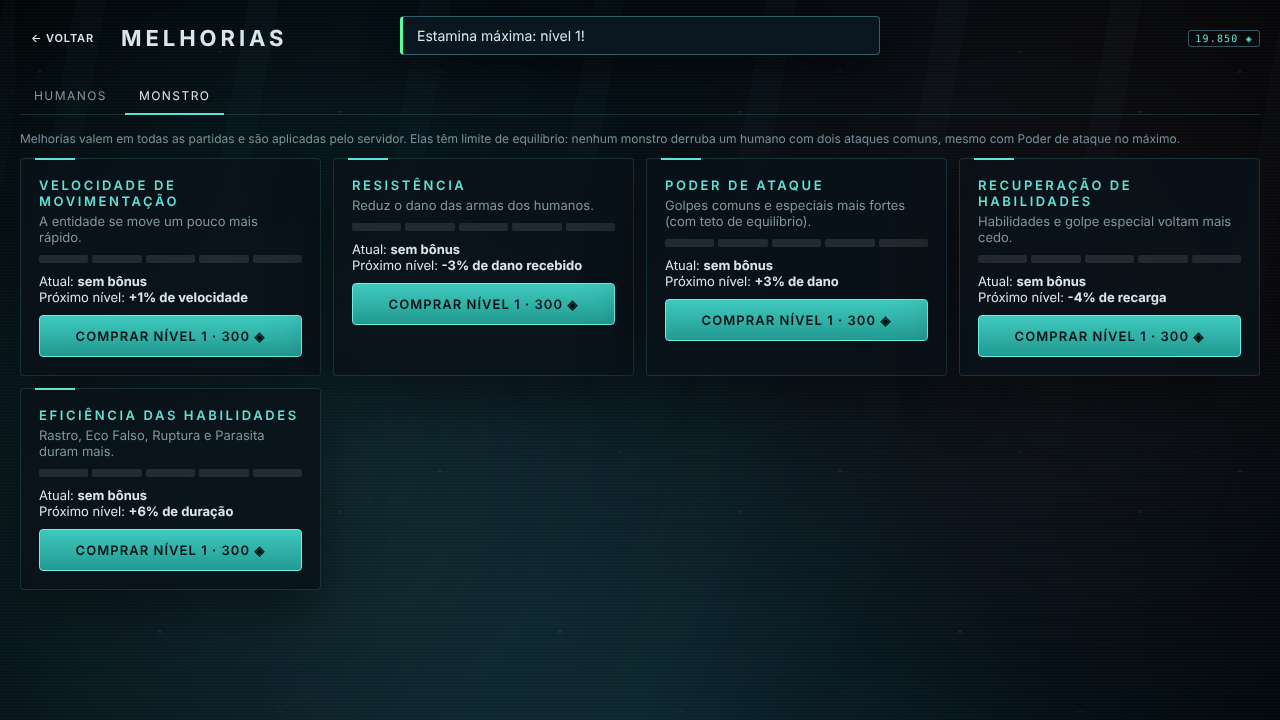 ← VOLTAR
MELHORIAS
Estamina máxima: nível 1!
19.850 ◈
HUMANOS
MONSTRO
Melhorias valem em todas as partidas e são aplicadas pelo servidor. Elas têm limite de equilíbrio: nenhum monstro derruba um humano com dois ataques comuns, mesmo com Poder de ataque no máximo.
VELOCIDADE DE
MOVIMENTAÇÃO
A entidade se move um pouco mais
rápido.
Atual: sem bônus
Próximo nível: +1% de velocidade
COMPRAR NÍVEL 1 · 300 ◈
RESISTÊNCIA
Reduz o dano das armas dos humanos.
Atual: sem bônus
Próximo nível: -3% de dano recebido
COMPRAR NÍVEL 1 · 300 ◈
PODER DE ATAQUE
Golpes comuns e especiais mais fortes
(com teto de equilíbrio).
Atual: sem bônus
Próximo nível: +3% de dano
COMPRAR NÍVEL 1 · 300 ◈
RECUPERAÇÃO DE
HABILIDADES
Habilidades e golpe especial voltam mais
cedo.
Atual: sem bônus
Próximo nível: -4% de recarga
COMPRAR NÍVEL 1 · 300 ◈
EFICIÊNCIA DAS HABILIDADES
Rastro, Eco Falso, Ruptura e Parasita
duram mais.
Atual: sem bônus
Próximo nível: +6% de duração
COMPRAR NÍVEL 1 · 300 ◈